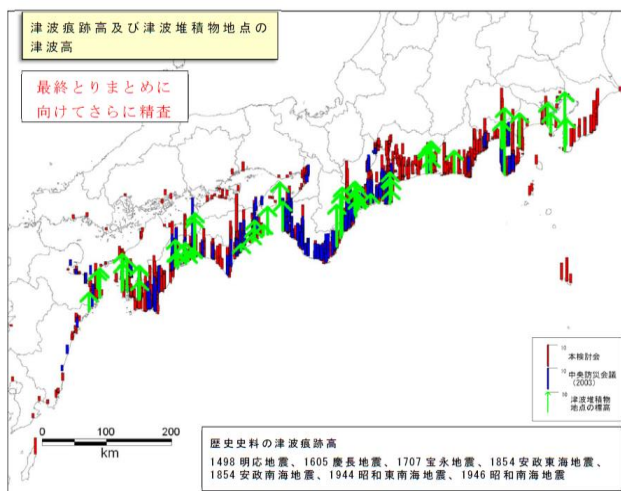 津波痕跡高及び津波堆積物地点の
津波高
最終とりまとめに
向けてさらに精査
10
本検討会
10
中央防災会議
(2003)
10
津波堆積物
地点の標高
0 100 200
km
歴史史料の津波痕跡高
1498 明応地震、1605 慶長地震、1707 宝永地震、1854 安政東海地震、
1854 安政南海地震、1944 昭和東南海地震、1946 昭和南海地震